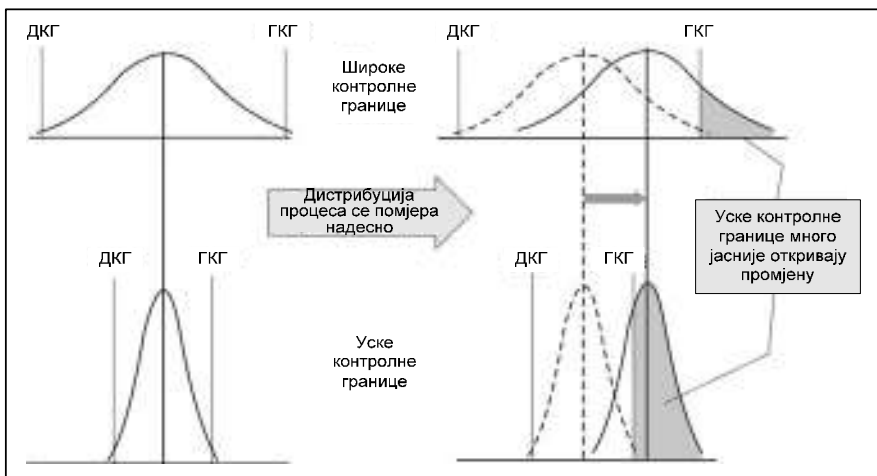 ДКГ ГКГ
Широке
контролне
границе
ДКГ ГКГ
Дистрибуција
процеса се помјера
надесно
Уске контролне
границе много
јасније откривају
промјену
ДКГ ГКГ
Уске
контролне
границе
ДКГ ГКГ